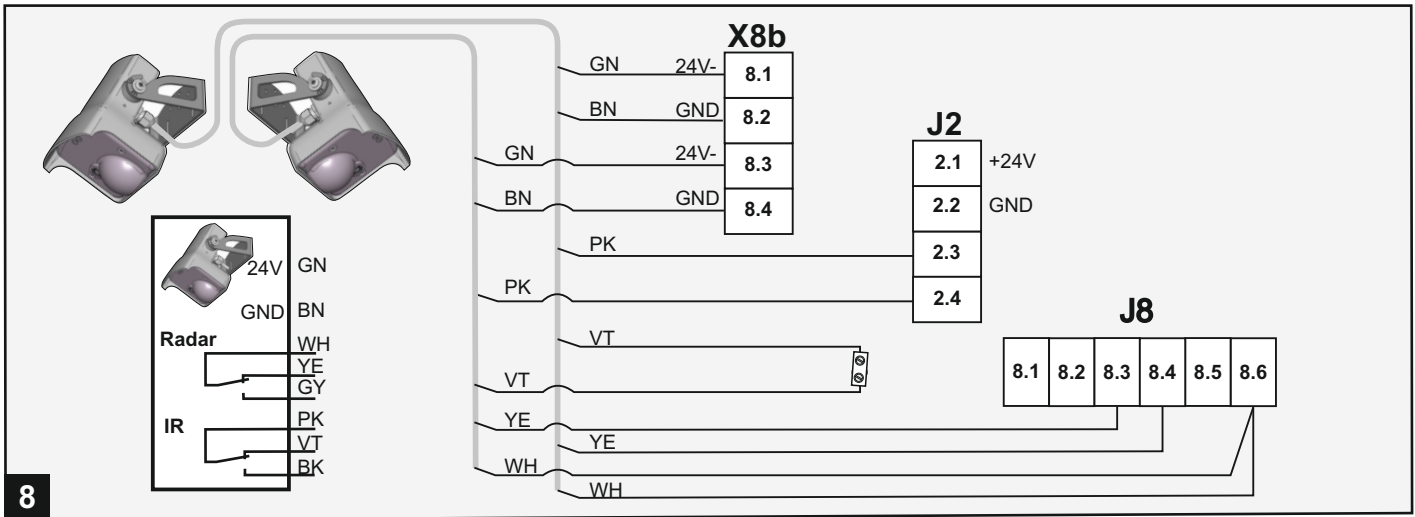 X8b
GN 24V- 8.1
BN GND 8.2
GN 24V- 8.3
BN GND 8.4
J2
2.1 +24V
2.2 GND
PK 2.3
PK 2.4
J8
8.1 8.2 8.3 8.4 8.5 8.6
VT
VT
YE
YE
WH
WH
24V GN
GND BN
Radar
WH
YE
GY
IR
PK
VT
BK
8